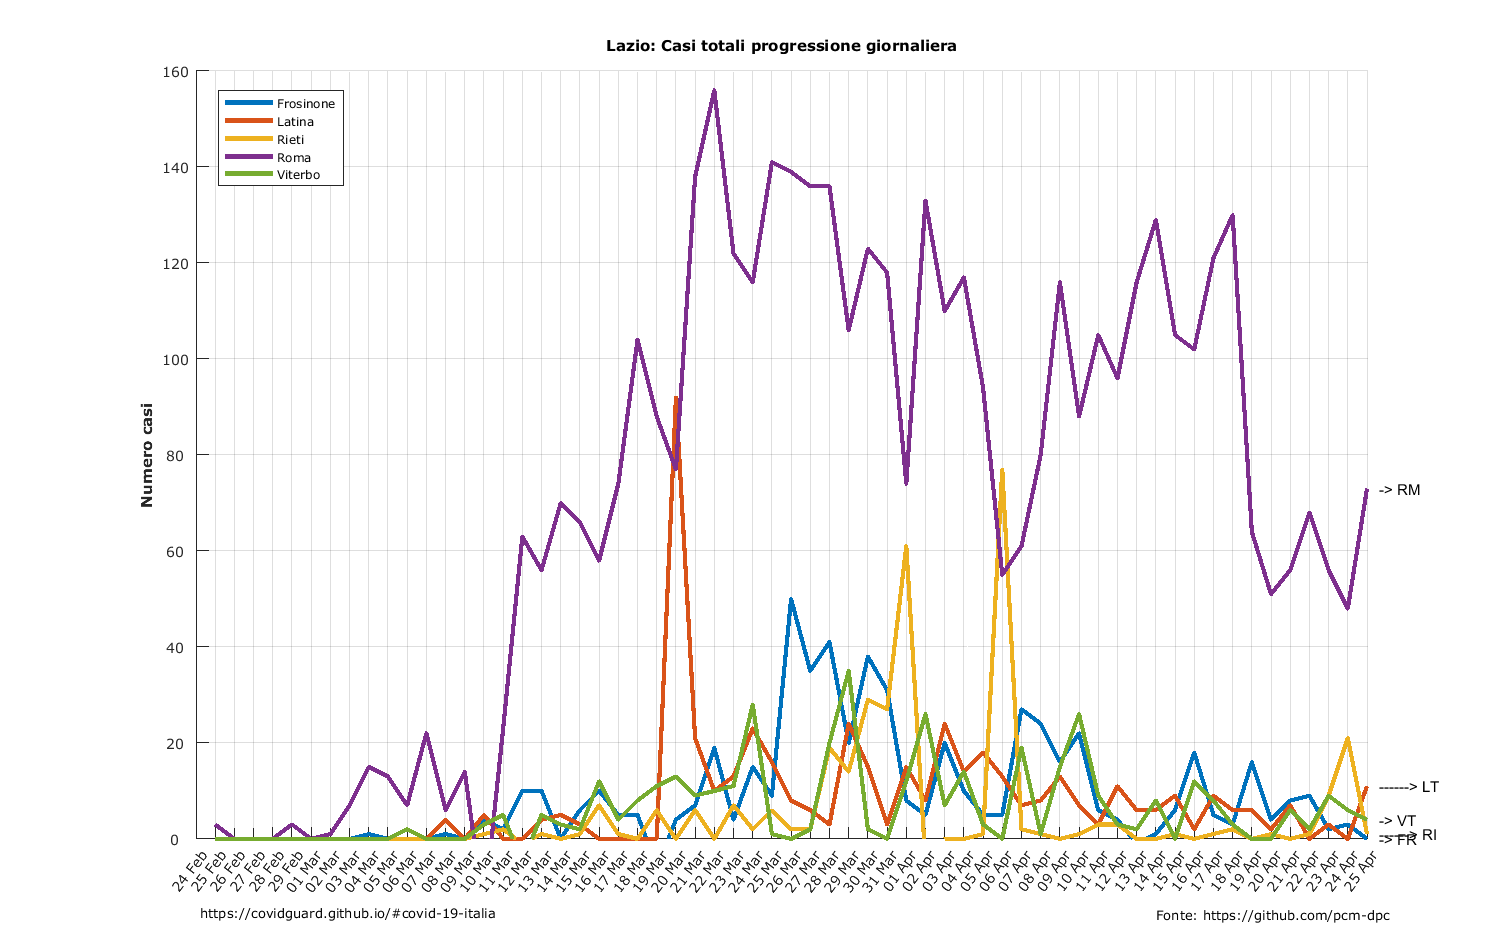 Lazio: Casi totali progressione giornaliera
Numero casi
160
140
120
100
80
60
40
20
0
Frosinone
Latina
Rieti
Roma
Viterbo
-> RM
------> LT
-> VT
-----> RI
-> FR
24 Feb
25 Feb
26 Feb
27 Feb
28 Feb
29 Feb
01 Mar
02 Mar
03 Mar
04 Mar
05 Mar
06 Mar
07 Mar
08 Mar
09 Mar
11 Mar
12 Mar
13 Mar
14 Mar
15 Mar
16 Mar
17 Mar
18 Mar
19 Mar
20 Mar
21 Mar
22 Mar
23 Mar
24 Mar
25 Mar
26 Mar
27 Mar
28 Mar
29 Mar
30 Mar
31 Mar
01 Apr
02 Apr
03 Apr
04 Apr
05 Apr
06 Apr
07 Apr
08 Apr
09 Apr
10 Apr
11 Apr
12 Apr
13 Apr
14 Apr
15 Apr
16 Apr
17 Apr
18 Apr
19 Apr
20 Apr
21 Apr
22 Apr
23 Apr
24 Apr
25 Apr
https://covidguard.github.io/#covid-19-italia
Fonte: https://github.com/pcm-dpc